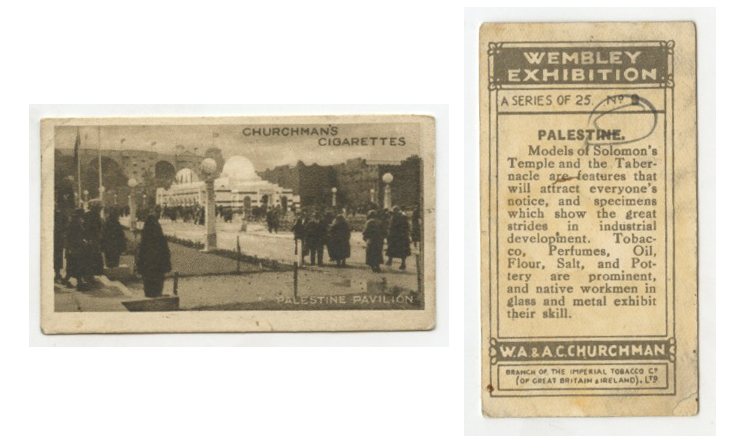 CHURCHMAN'S
CIGARETTES
PALESTINE PAVILION
WEMBLEY
EXHIBITION
A SERIES OF 25. Nº 9
PALESTINE.
Models of Solomon's
Temple and the Taber-
nacle are features that
will attract everyone's
notice, and specimens
which show the great
strides in industrial
development. Tobac-
co, Perfumes, Oil,
Flour, Salt, and Pot-
tery are prominent,
and native workmen in
glass and metal exhibit
their skill.
W.A. & A.C. CHURCHMAN
BRANCH OF THE IMPERIAL TOBACCO Cº
(OF GREAT BRITAIN & IRELAND), LTD